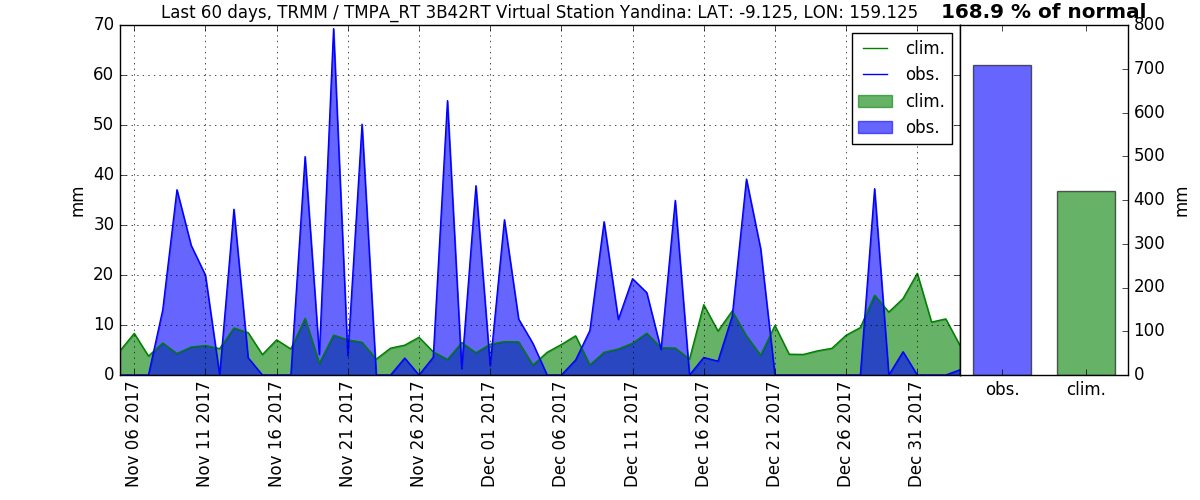 Last 60 days, TRMM / TMPA_RT 3B42RT Virtual Station Yandina: LAT: -9.125, LON: 159.125
168.9 % of normal
70
60
50
40
30
20
10
0
mm
clim.
obs.
clim.
obs.
800
700
600
500
400
300
200
100
0
mm
obs.
clim.
Nov 06 2017
Nov 11 2017
Nov 16 2017
Nov 21 2017
Nov 26 2017
Dec 01 2017
Dec 06 2017
Dec 11 2017
Dec 16 2017
Dec 21 2017
Dec 26 2017
Dec 31 2017